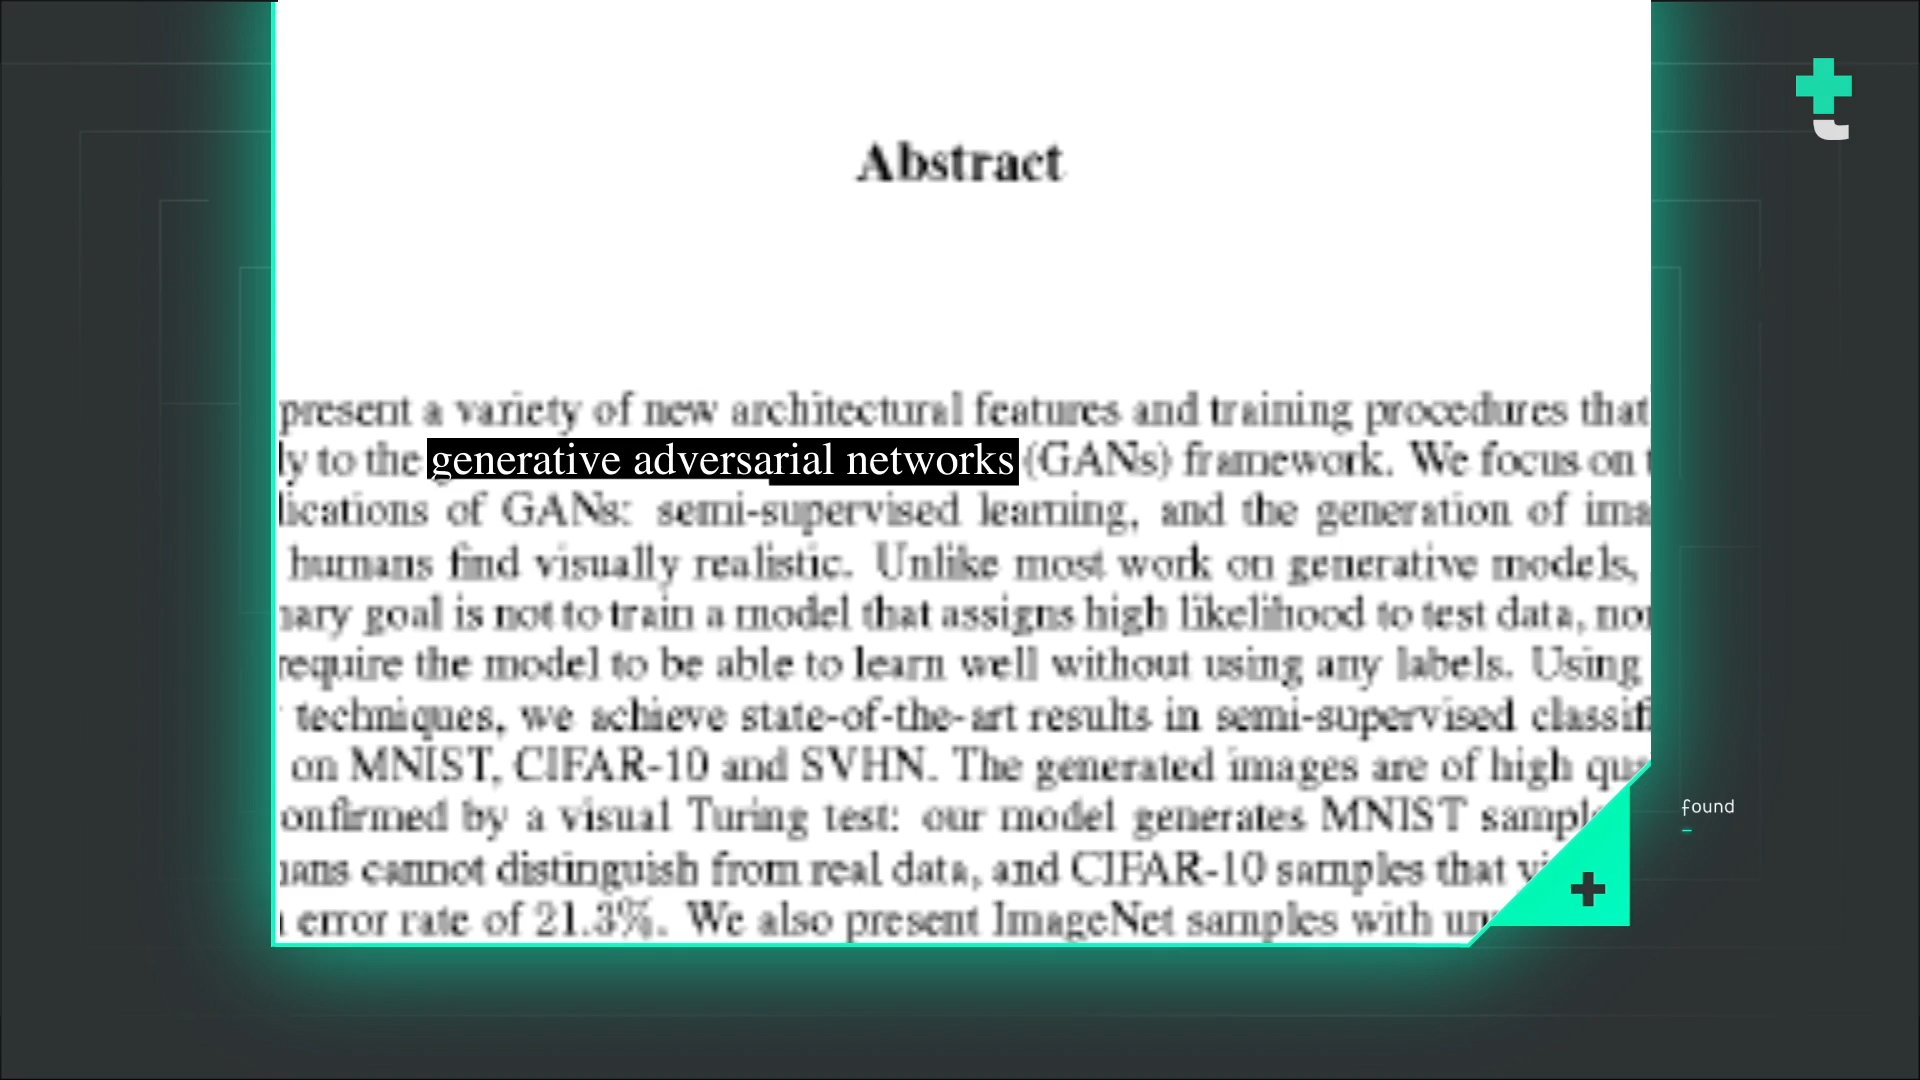 Abstract
present a variety of new architectural features and training procedures that
ly to the generative adversarial networks (GANs) framework. We focus on t
lications of GANs: semi-supervised learning, and the generation of ima
humans find visually realistic. Unlike most work on generative models,
nary goal is not to train a model that assigns high likelihood to test data, nor
require the model to be able to learn well without using any labels. Using
techniques, we achieve state-of-the-art results in semi-supervised classif
on MNIST, CIFAR-10 and SVHN. The generated images are of high qua
onfirmed by a visual Turing test: our model generates MNIST sampl
nans cannot distinguish from real data, and CIFAR-10 samples that yi
error rate of 21.3%. We also present ImageNet samples with un
found